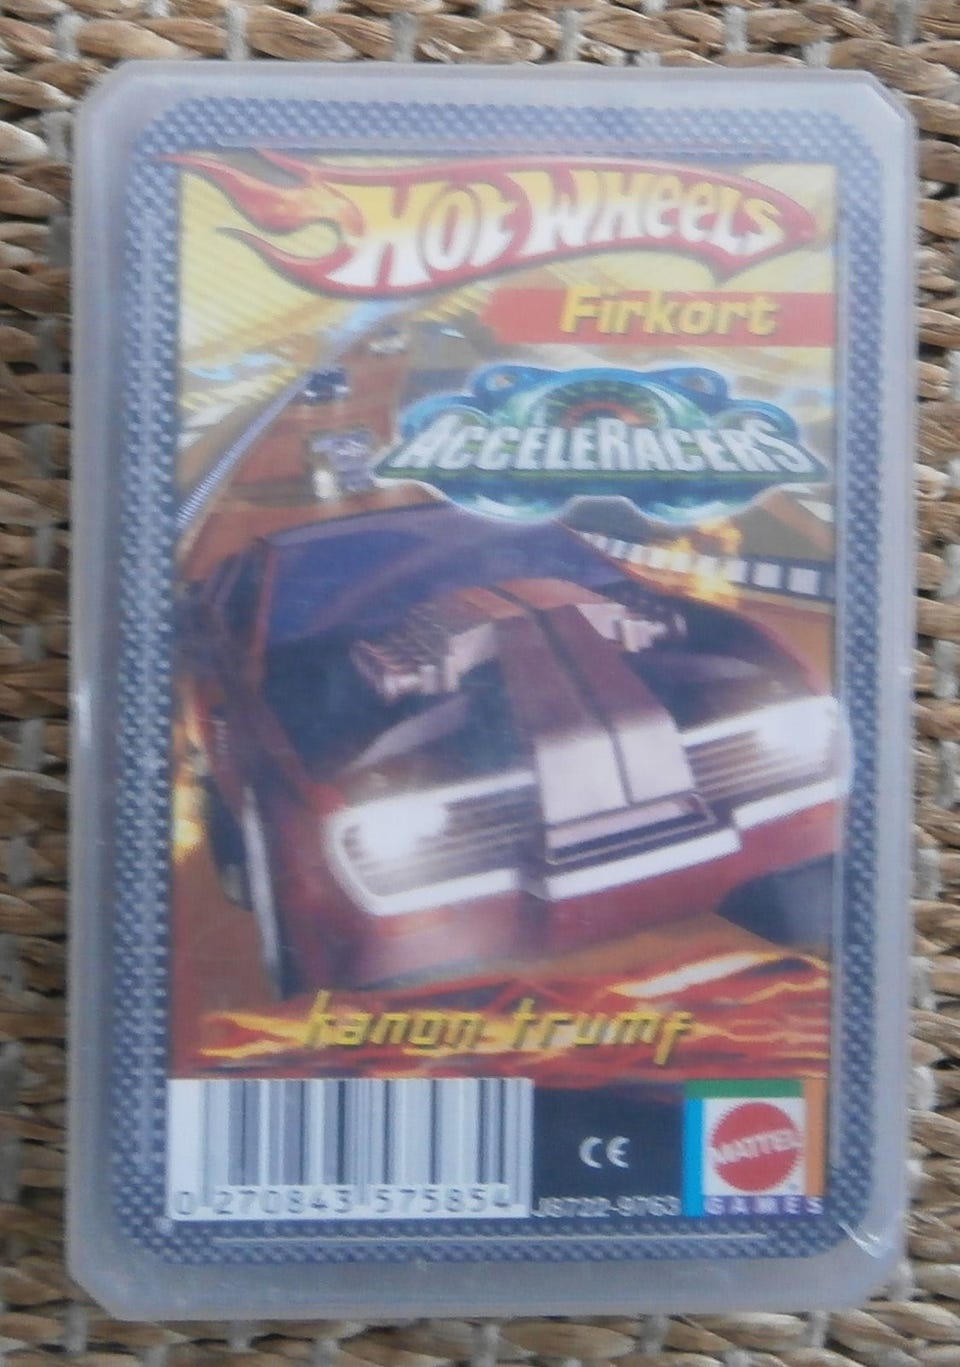 Hot Wheels
Firkort
AcceleRacers
kanon trumf
0 270843 575854
CE
J8722-9763
MATTEL
GAMES